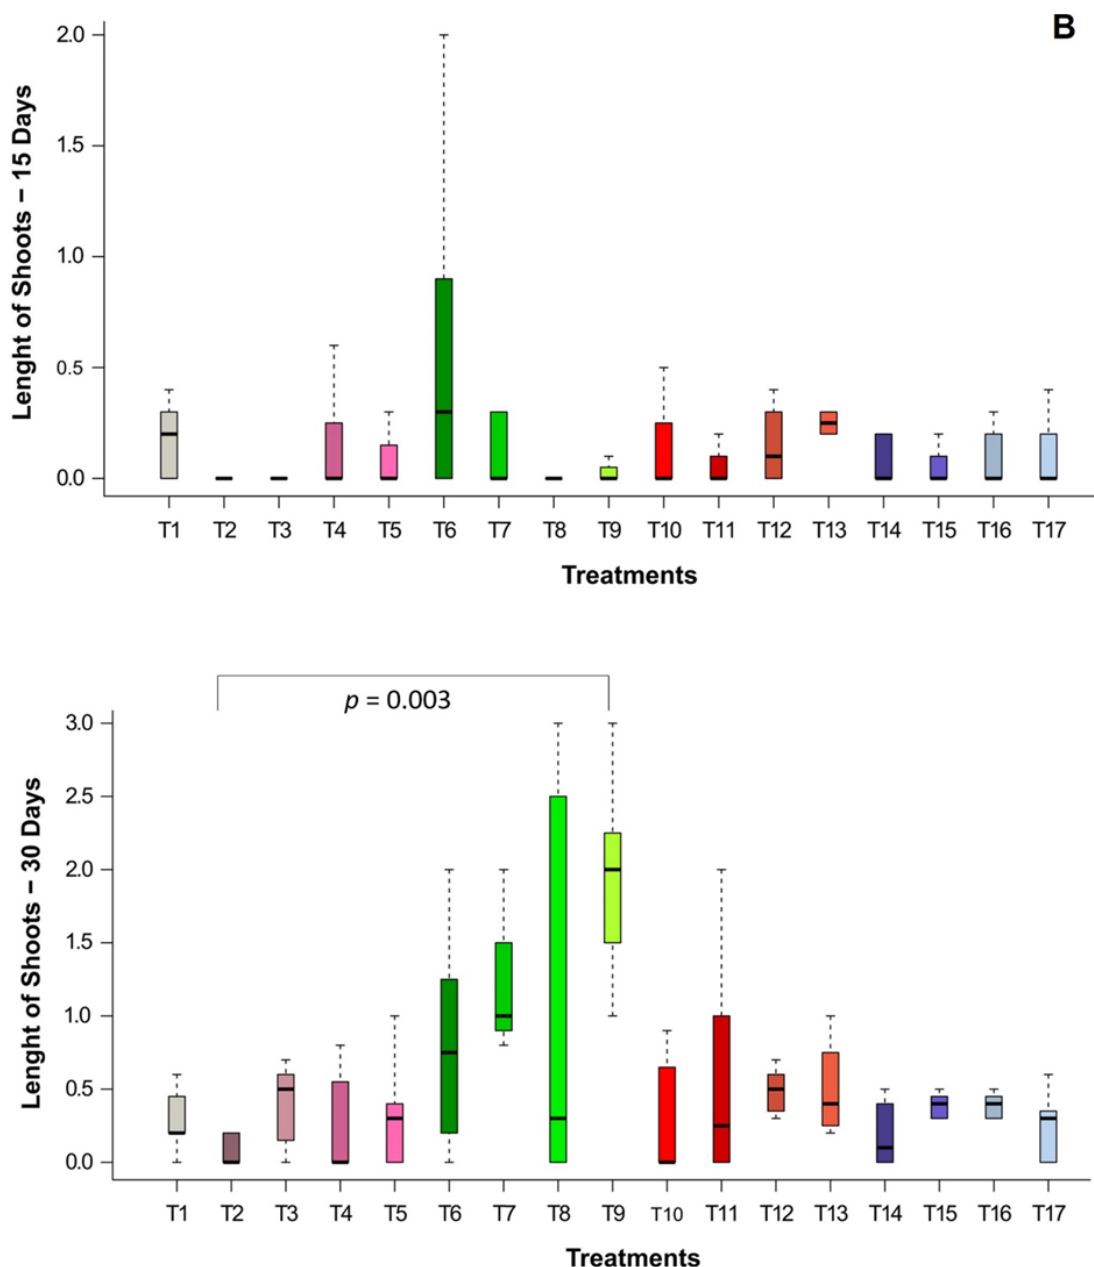 B
Lenght of Shoots – 15 Days
2.0
1.5
1.0
0.5
0.0
T1 T2 T3 T4 T5 T6 T7 T8 T9 T10 T11 T12 T13 T14 T15 T16 T17
Treatments
p = 0.003
Lenght of Shoots – 30 Days
3.0
2.5
2.0
1.5
1.0
0.5
0.0
T1 T2 T3 T4 T5 T6 T7 T8 T9 T10 T11 T12 T13 T14 T15 T16 T17
Treatments